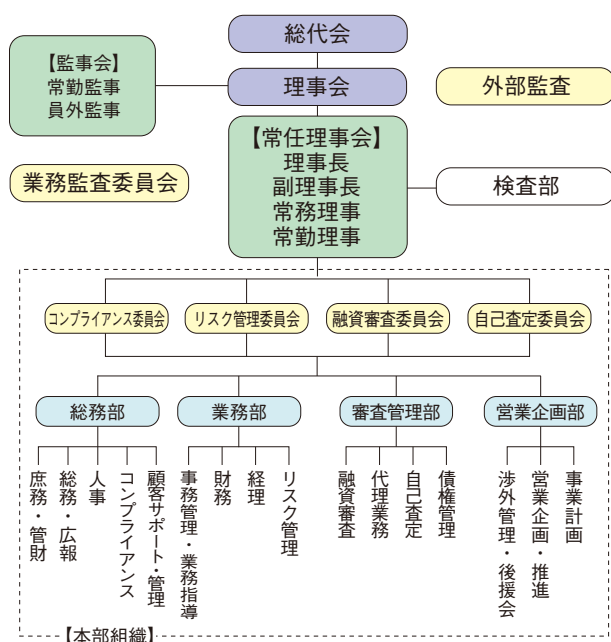 総代会
【監事会】
常勤監事
員外監事
理事会
外部監査
【常任理事会】
理事長
副理事長
常務理事
常勤理事
業務監査委員会
検査部
コンプライアンス委員会
リスク管理委員会
融資審査委員会
自己査定委員会
総務部
業務部
審査管理部
営業企画部
庶務・管財
総務・広報
人事
コンプライアンス
顧客サポート・管理
事務管理・業務指導
財務
経理
リスク管理
融資審査
代理業務
自己査定
債権管理
渉外管理・後援会
営業企画・推進
事業計画
【本部組織】